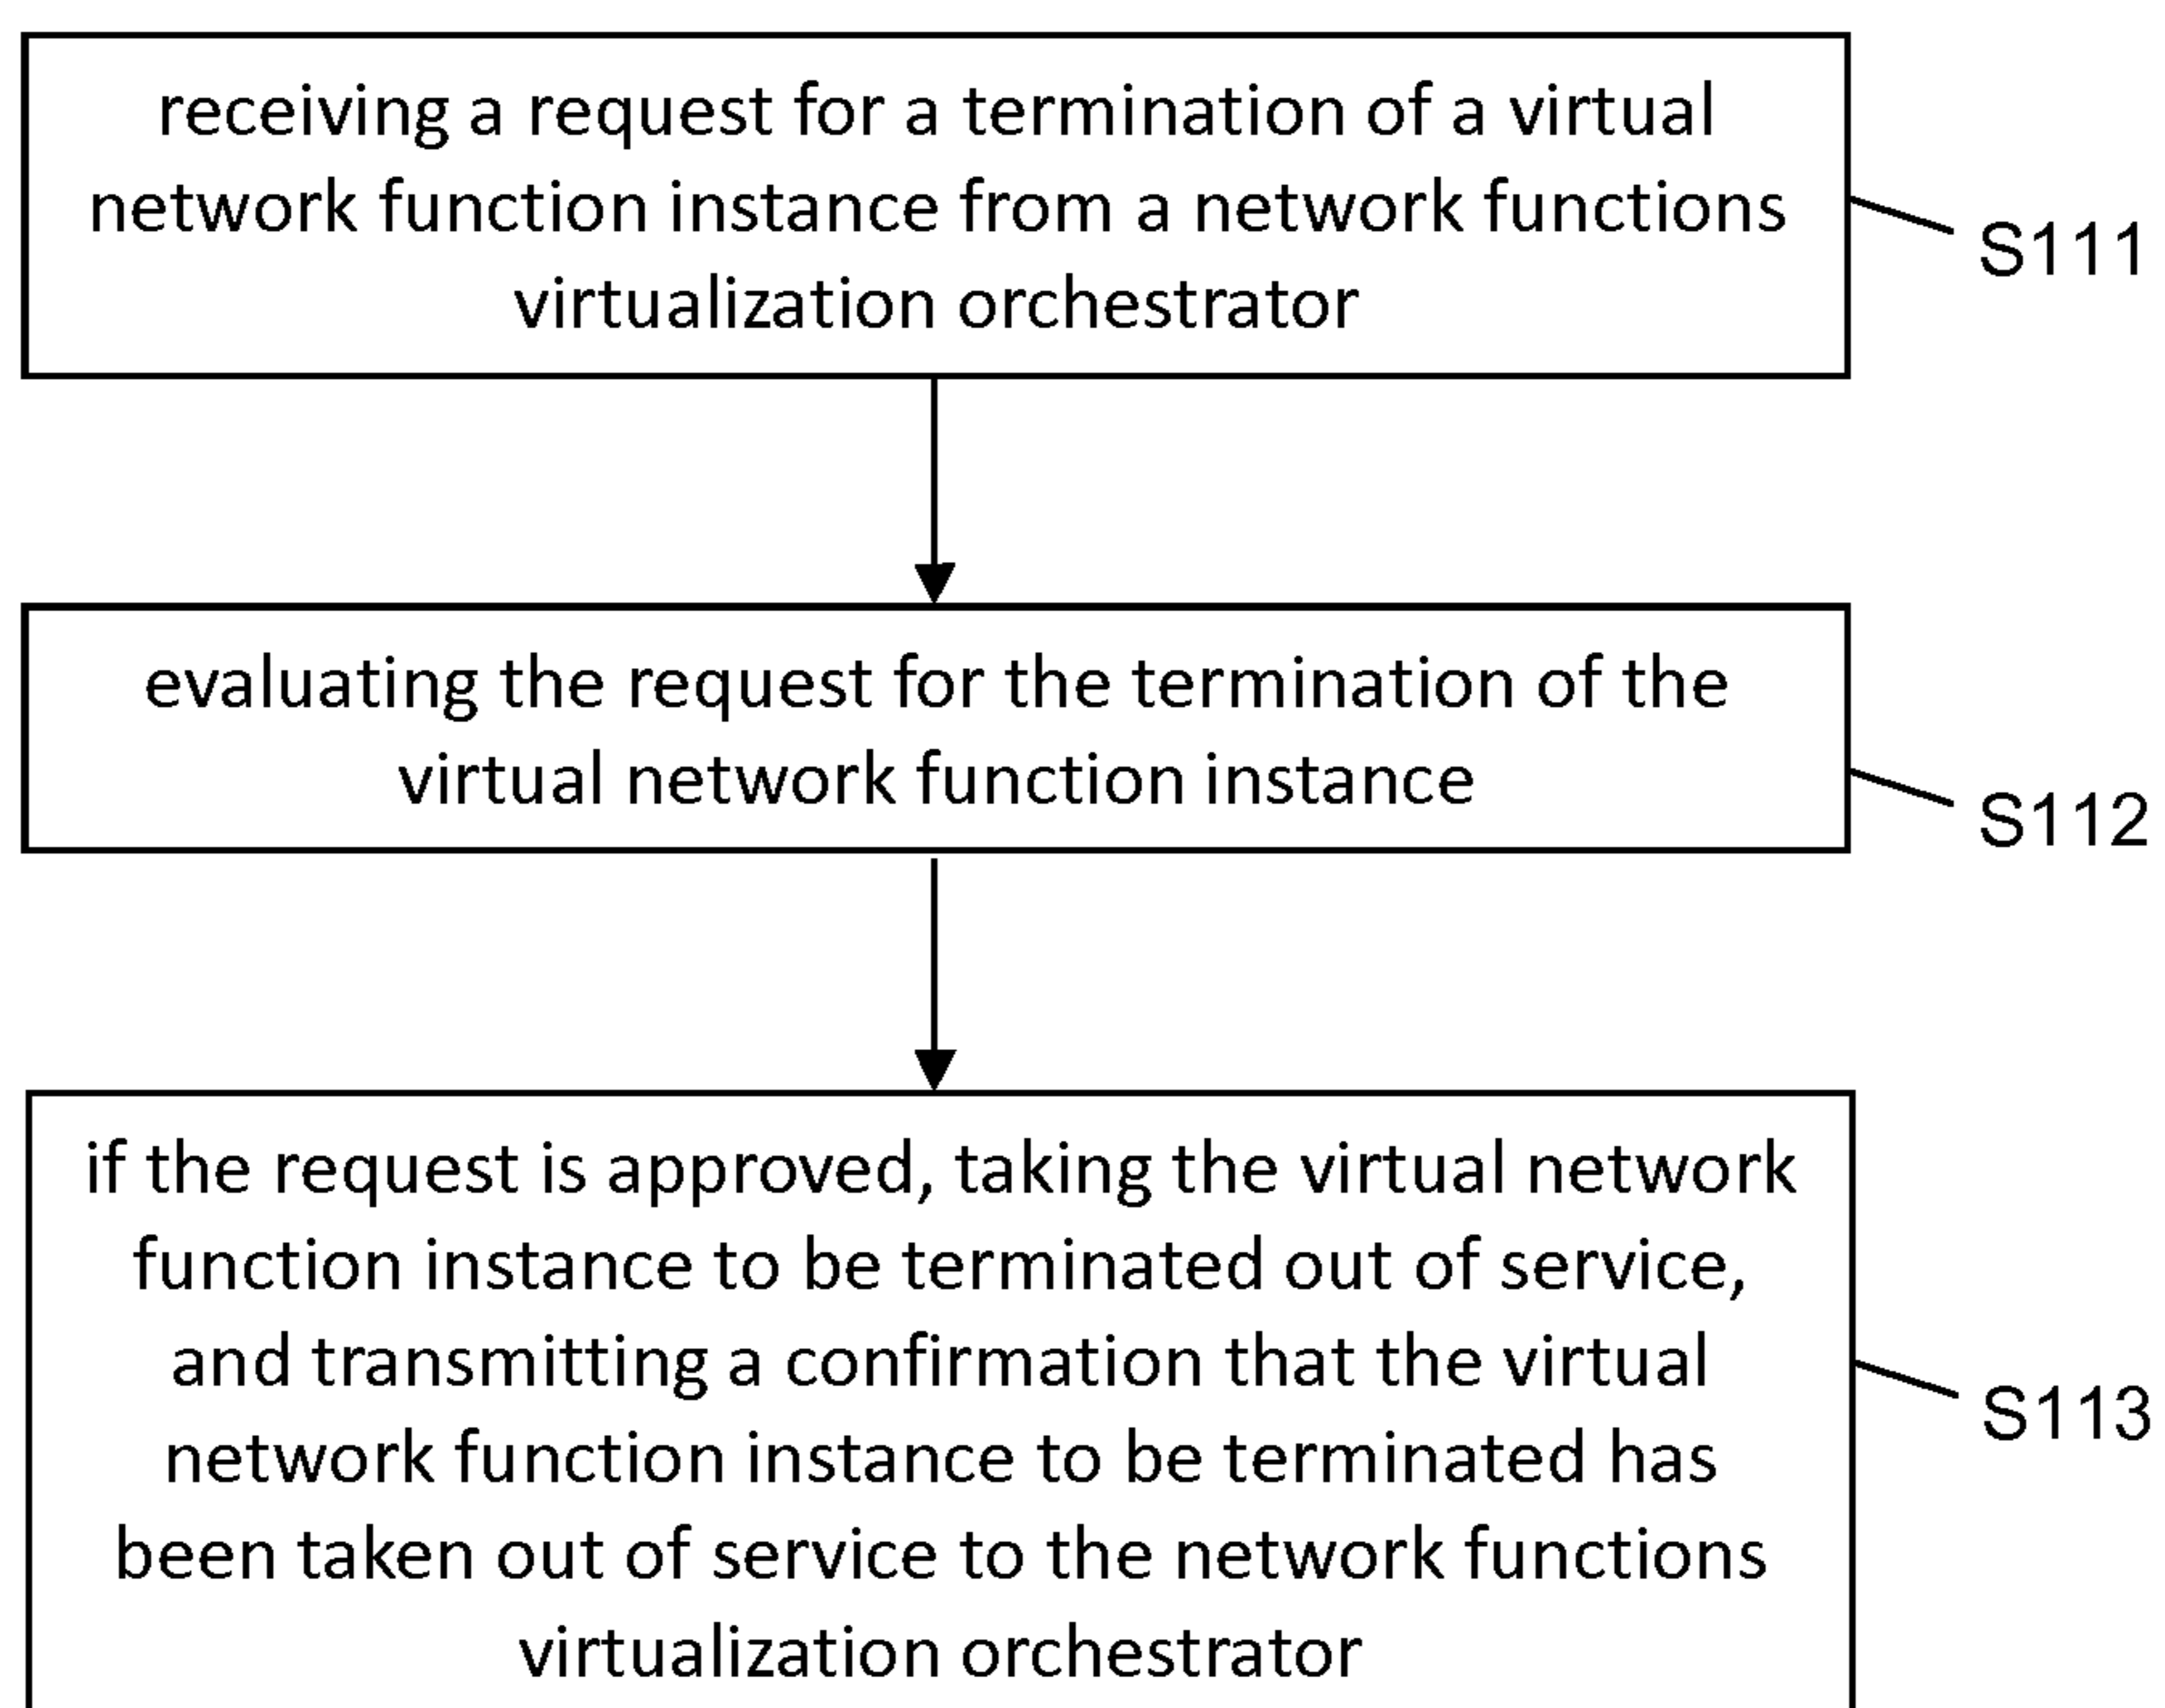 receiving a request for a termination of a virtual
network function instance from a network functions
virtualization orchestrator
S111
evaluating the request for the termination of the
virtual network function instance
S112
if the request is approved, taking the virtual network
function instance to be terminated out of service,
and transmitting a confirmation that the virtual
network function instance to be terminated has
been taken out of service to the network functions
virtualization orchestrator
S113